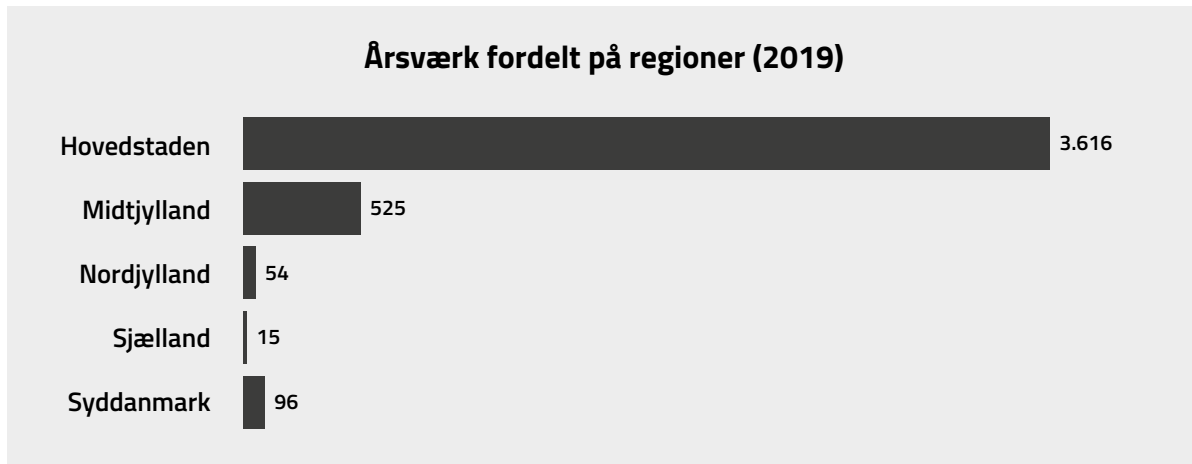 Årsværk fordelt på regioner (2019)
Hovedstaden 3.616
Midtjylland 525
Nordjylland 54
Sjælland 15
Syddanmark 96